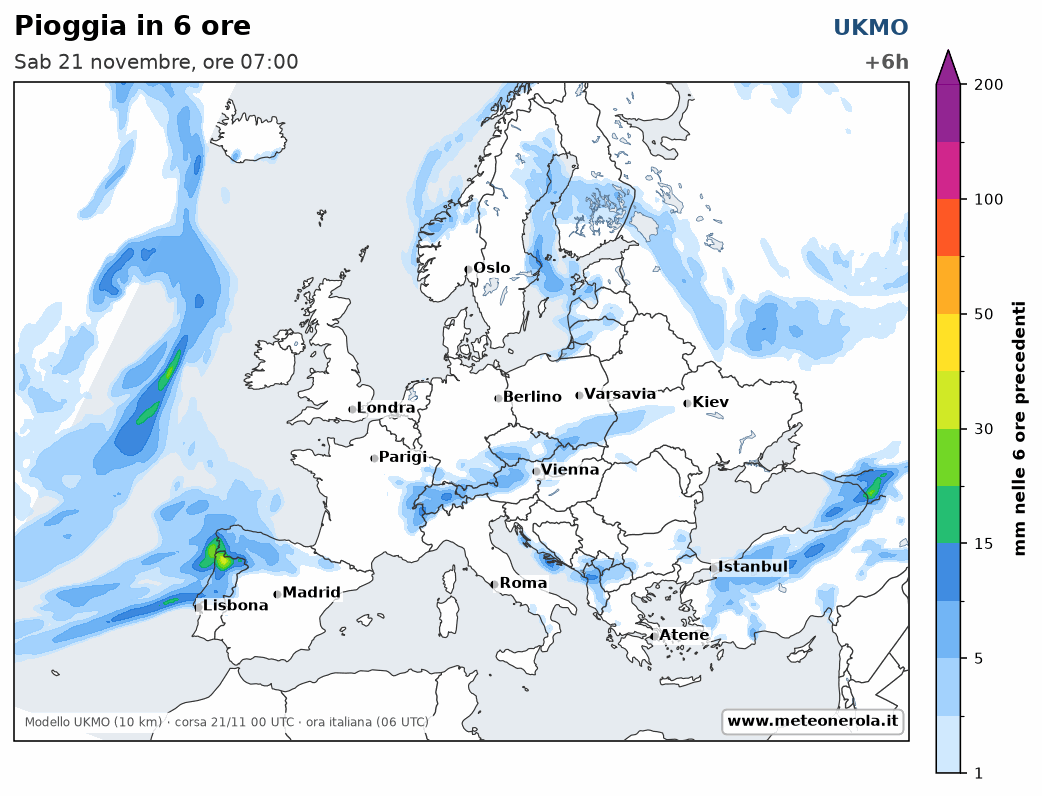 Pioggia in 6 ore
UKMO
Sab 21 novembre, ore 07:00
+6h
200
100
50
30
15
5
1
mm nelle 6 ore precedenti
Oslo
Londra
Berlino
Varsavia
Kiev
Parigi
Vienna
Istanbul
Roma
Madrid
Lisbona
Atene
Modello UKMO (10 km) · corsa 21/11 00 UTC · ora italiana (06 UTC)
www.meteonerola.it